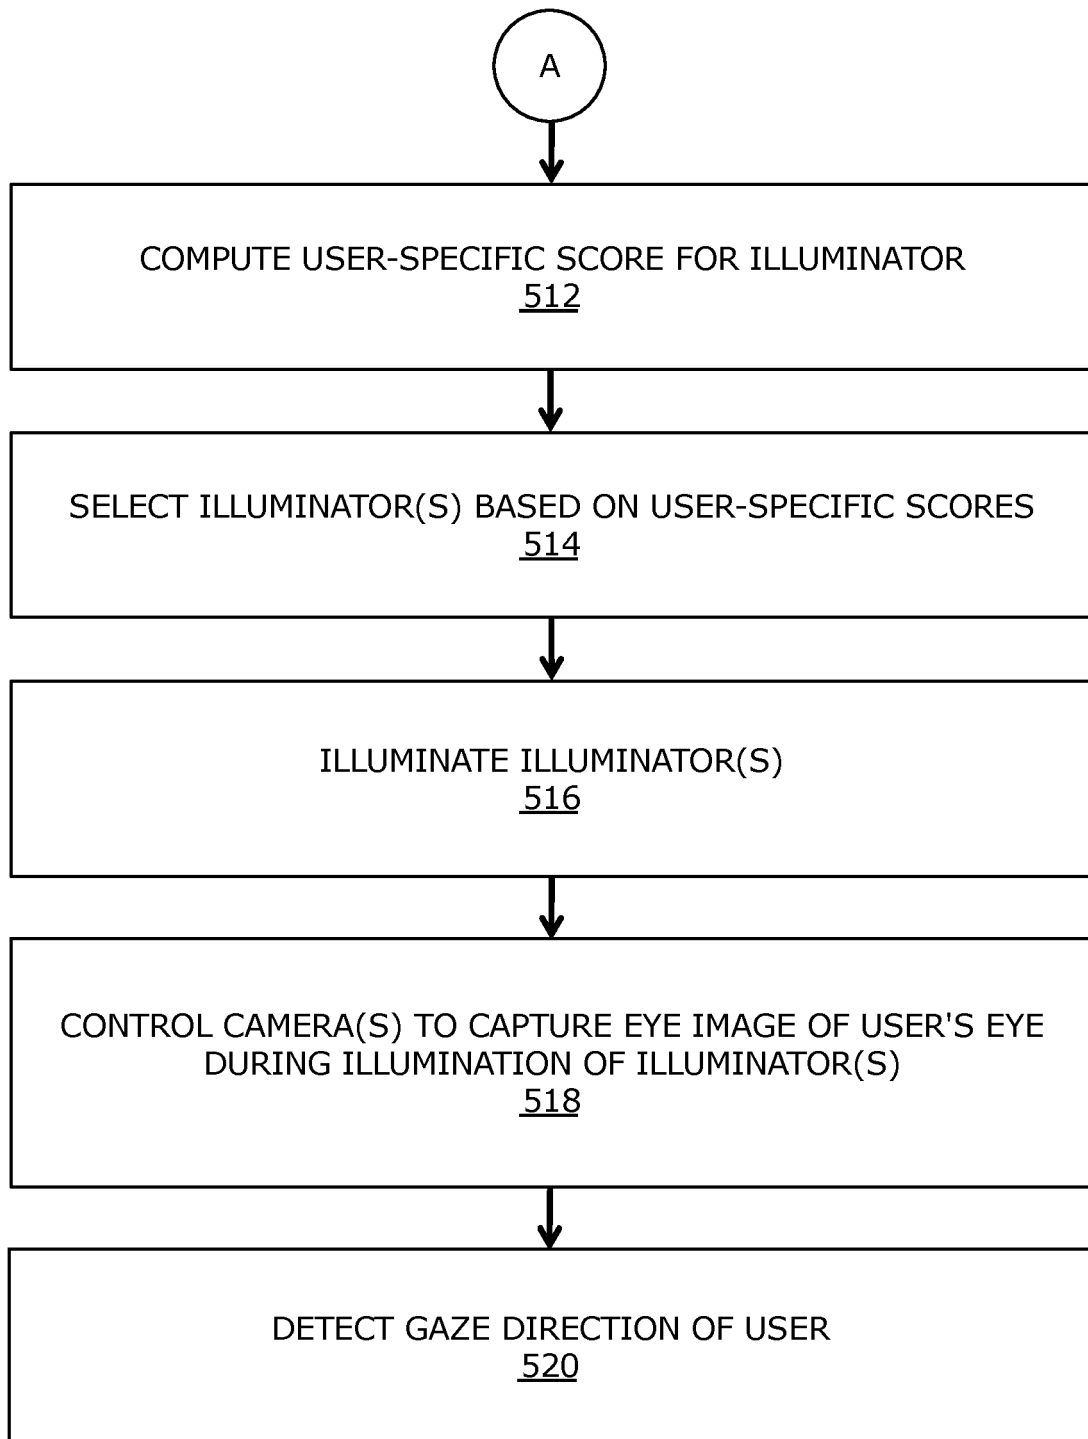 A
COMPUTE USER-SPECIFIC SCORE FOR ILLUMINATOR
512
SELECT ILLUMINATOR(S) BASED ON USER-SPECIFIC SCORES
514
ILLUMINATE ILLUMINATOR(S)
516
CONTROL CAMERA(S) TO CAPTURE EYE IMAGE OF USER'S EYE
DURING ILLUMINATION OF ILLUMINATOR(S)
518
DETECT GAZE DIRECTION OF USER
520